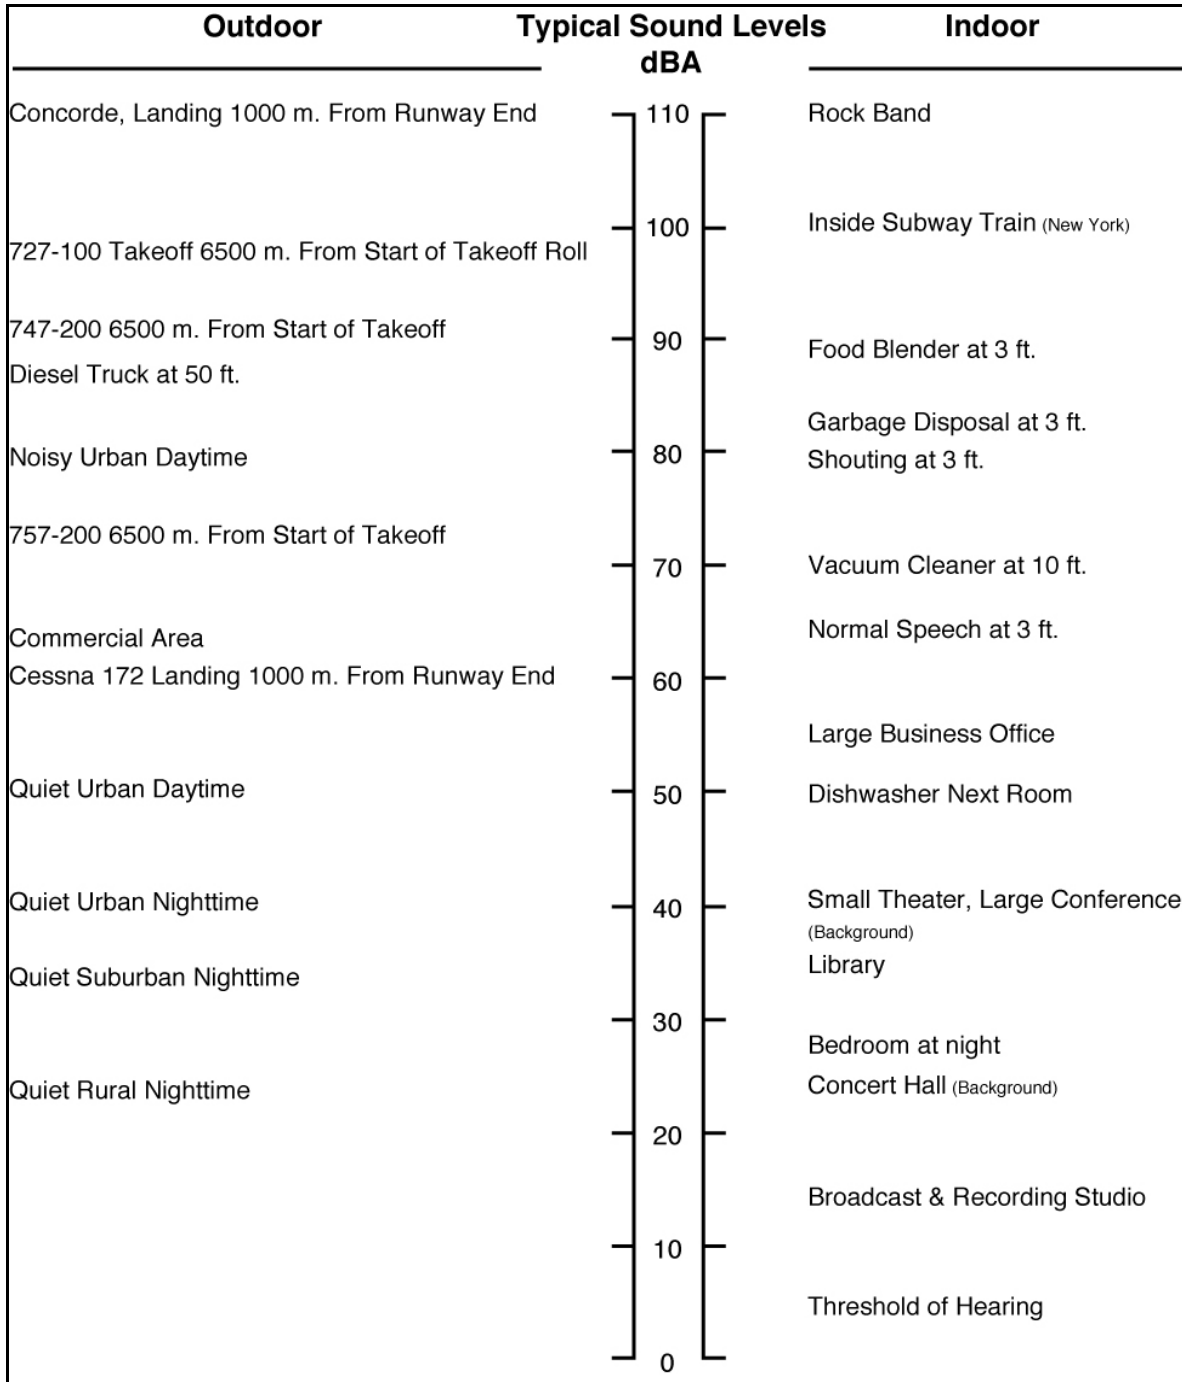 Outdoor Typical Sound Levels Indoor
dBA
Concorde, Landing 1000 m. From Runway End 110 Rock Band
100 Inside Subway Train (New York)
727-100 Takeoff 6500 m. From Start of Takeoff Roll
747-200 6500 m. From Start of Takeoff 90
Food Blender at 3 ft.
Diesel Truck at 50 ft.
Garbage Disposal at 3 ft.
Noisy Urban Daytime 80 Shouting at 3 ft.
757-200 6500 m. From Start of Takeoff
70 Vacuum Cleaner at 10 ft.
Commercial Area Normal Speech at 3 ft.
Cessna 172 Landing 1000 m. From Runway End 60
Large Business Office
Quiet Urban Daytime 50 Dishwasher Next Room
Quiet Urban Nighttime 40 Small Theater, Large Conference
(Background)
Library
Quiet Suburban Nighttime
30
Bedroom at night
Quiet Rural Nighttime Concert Hall (Background)
20
Broadcast & Recording Studio
10
Threshold of Hearing
0